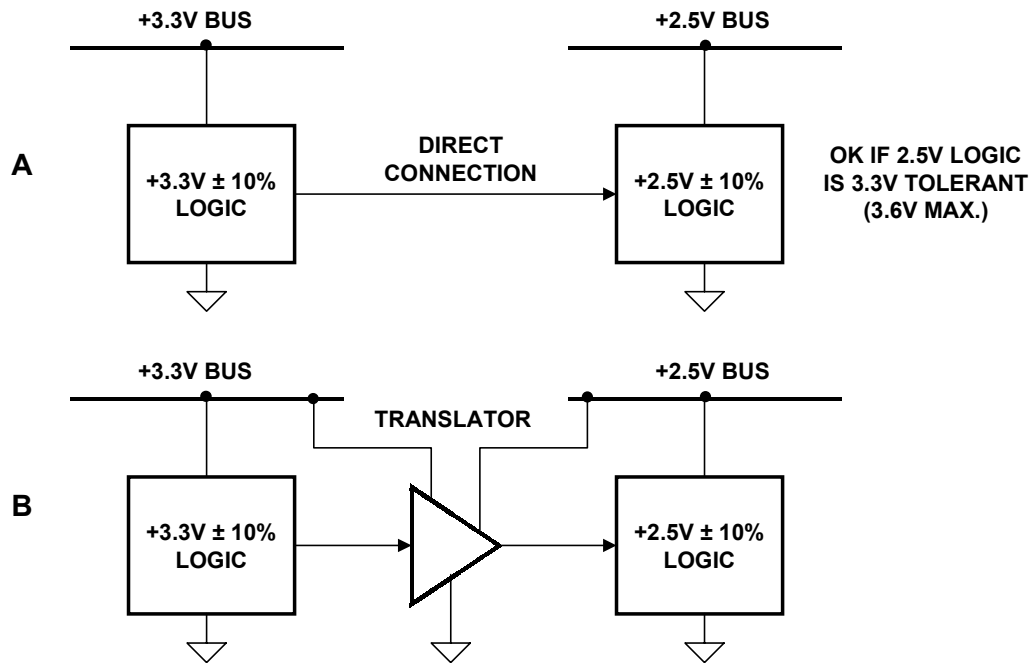 +3.3V BUS
+2.5V BUS
A
+3.3V ± 10%
LOGIC
DIRECT
CONNECTION
+2.5V ± 10%
LOGIC
OK IF 2.5V LOGIC
IS 3.3V TOLERANT
(3.6V MAX.)
+3.3V BUS
+2.5V BUS
TRANSLATOR
B
+3.3V ± 10%
LOGIC
+2.5V ± 10%
LOGIC